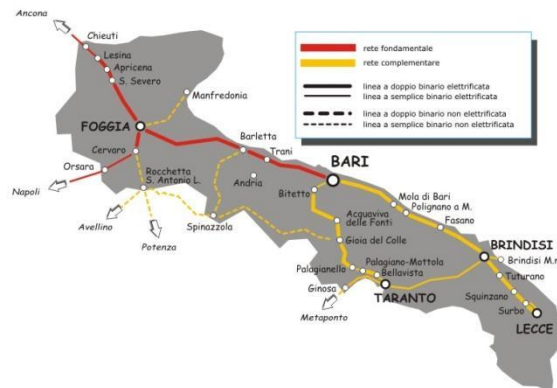 Ancona
Chieuti
Lesina
Apricena
S. Severo
Manfredonia
FOGGIA
Cervaro
Orsara
Napoli
Rocchetta
S. Antonio L.
Avellino
Potenza
Barletta
Trani
Andria
Spinazzola
BARI
Bitetto
Mola di Bari
Polignano a M.
Fasano
Acquaviva
delle Fonti
Gioia del Colle
Palagiano-Mottola
Palagianello
Bellavista
Ginosa
Metaponto
TARANTO
BRINDISI
Brindisi M.
Tuturano
Squinzano
Surbo
LECCE
rete fondamentale
rete complementare
linea a doppio binario elettrificata
linea a semplice binario elettrificata
linea a doppio binario non elettrificata
linea a semplice binario non elettrificata